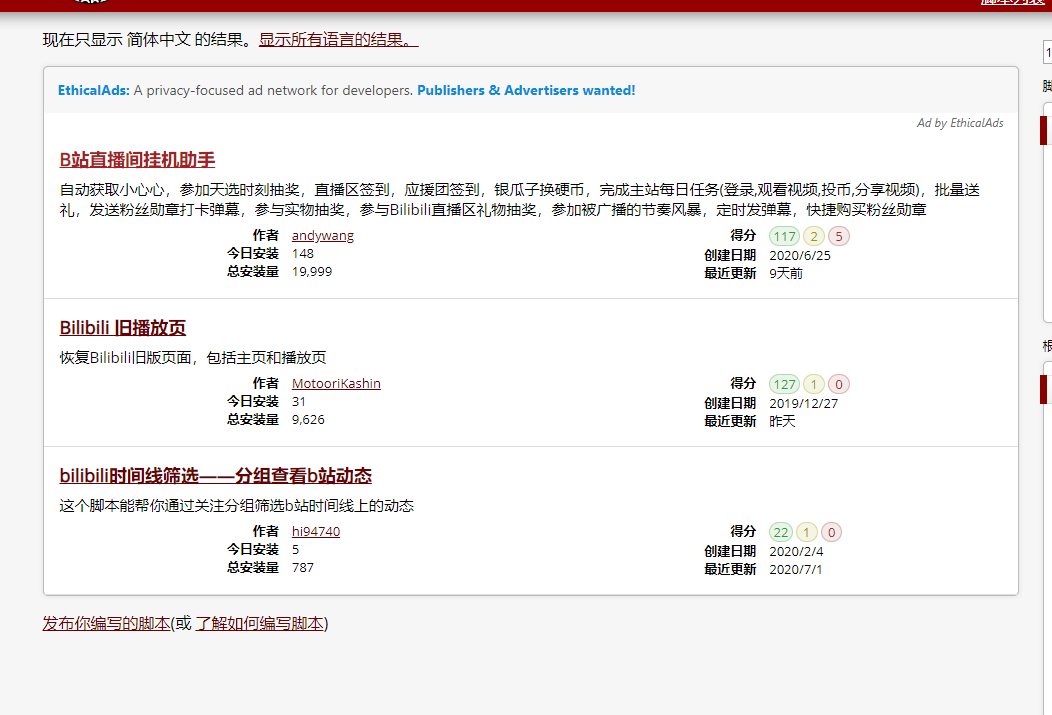 脚本列表
现在只显示 简体中文 的结果。显示所有语言的结果。
EthicalAds: A privacy-focused ad network for developers. Publishers & Advertisers wanted!
Ad by EthicalAds
B站直播间挂机助手
自动获取小心心，参加天选时刻抽奖，直播区签到，应援团签到，银瓜子换硬币，完成主站每日任务(登录,观看视频,投币,分享视频)，批量送
礼，发送粉丝勋章打卡弹幕，参与实物抽奖，参与Bilibili直播区礼物抽奖，参加被广播的节奏风暴，定时发弹幕，快捷购买粉丝勋章
作者 andywang 得分 117 2 5
今日安装 148 创建日期 2020/6/25
总安装量 19,999 最近更新 9天前
Bilibili 旧播放页
恢复Bilibili旧版页面，包括主页和播放页
作者 MotooriKashin 得分 127 1 0
今日安装 31 创建日期 2019/12/27
总安装量 9,626 最近更新 昨天
bilibili时间线筛选——分组查看b站动态
这个脚本能帮你通过关注分组筛选b站时间线上的动态
作者 hi94740 得分 22 1 0
今日安装 5 创建日期 2020/2/4
总安装量 787 最近更新 2020/7/1
发布你编写的脚本(或 了解如何编写脚本)